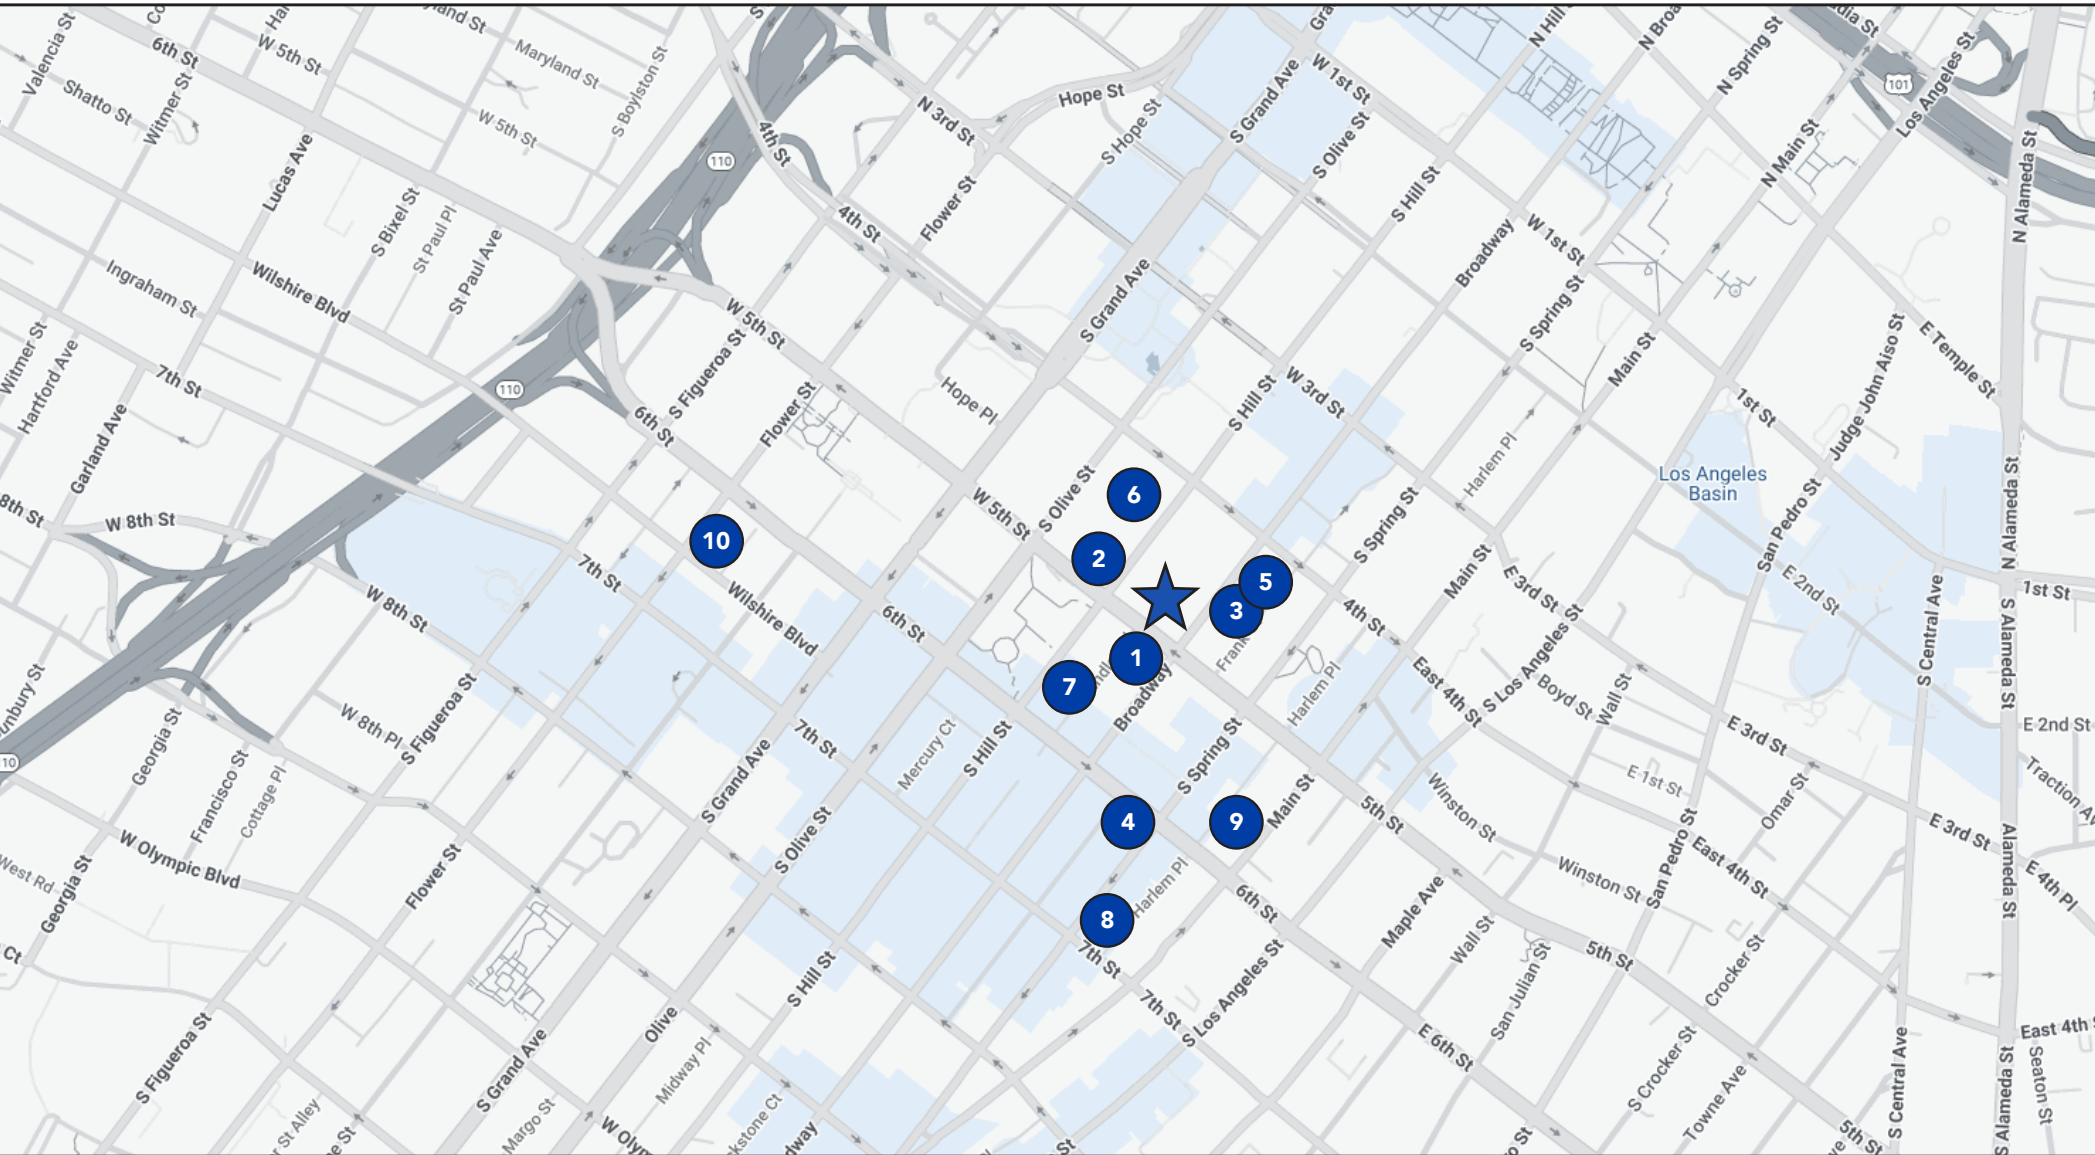 Valencia St
6th St
W 5th St
Maryland St
S Boylston St
Shatto St
Witmer St
W 5th St
4th St
110
N 3rd St
Hope St
S Hope St
S Grand Ave
W 1st St
S Olive St
N Spring St
101
Los Angeles St
N Main St
N Alameda St
Lucas Ave
S Bixel St
St Paul Pl
St Paul Ave
4th St
Flower St
S Hill St
Broadway
W 1st St
Ingraham St
Wilshire Blvd
S Grand Ave
S Spring St
Main St
W 5th St
S Figueroa St
Witmer St
Hartford Ave
7th St
110
Flower St
Hope Pl
S Hill St
W 3rd St
1st St
Judge John Aiso St
E Temple St
Garland Ave
6th St
Harlem Pl
Los Angeles
Basin
8th St
W 8th St
10
W 5th St
S Olive St
6
2
S Spring St
Main St
San Pedro St
N Alameda St
7th St
Wilshire Blvd
6th St
5
3
4th St
E 3rd St
E 2nd St
1st St
W 8th St
1
7
Broadway
Harlem Pl
East 4th St
S Los Angeles St
Boyd St
Wall St
S Central Ave
S Alameda St
Georgia St
W 8th Pl
S Figueroa St
7th St
Mercury Ct
S Hill St
S Spring St
E 3rd St
E 2nd St
Francisco St
Cottage Pl
S Grand Ave
4
9
Main St
5th St
Winston St
E 1st St
Omar St
E 3rd St
W Olympic Blvd
West Rd
Georgia St
Flower St
S Olive St
8
Harlem Pl
6th St
Maple Ave
Winston St
San Pedro St
East 4th St
Alameda St
E 4th Pl
7th St
S Hill St
7th St
S Los Angeles St
Wall St
San Julian St
5th St
Crocker St
S Figueroa St
S Grand Ave
Olive
Midway Pl
E 6th St
S Crocker St
Towne Ave
S Central Ave
S Alameda St
East 4th
Seaton St
Margo St
5th St